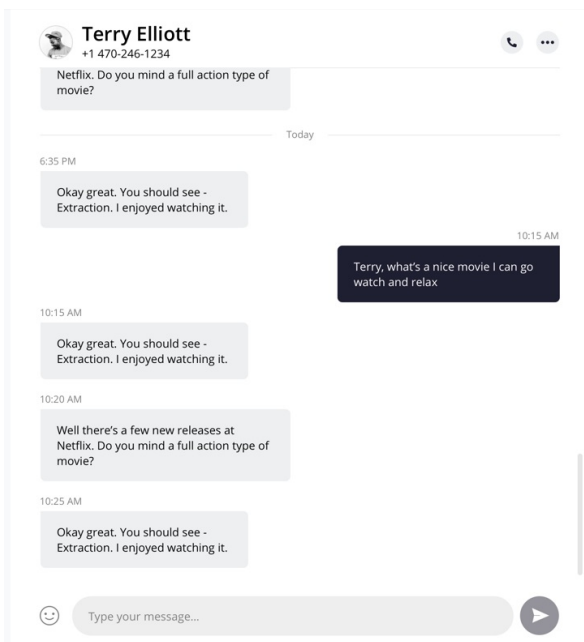 Terry Elliott
+1 470-246-1234
Netflix. Do you mind a full action type of
movie?
Today
6:35 PM
Okay great. You should see -
Extraction. I enjoyed watching it.
10:15 AM
Terry, what's a nice movie I can go
watch and relax
10:15 AM
Okay great. You should see -
Extraction. I enjoyed watching it.
10:20 AM
Well there's a few new releases at
Netflix. Do you mind a full action type of
movie?
10:25 AM
Okay great. You should see -
Extraction. I enjoyed watching it.
Type your message...